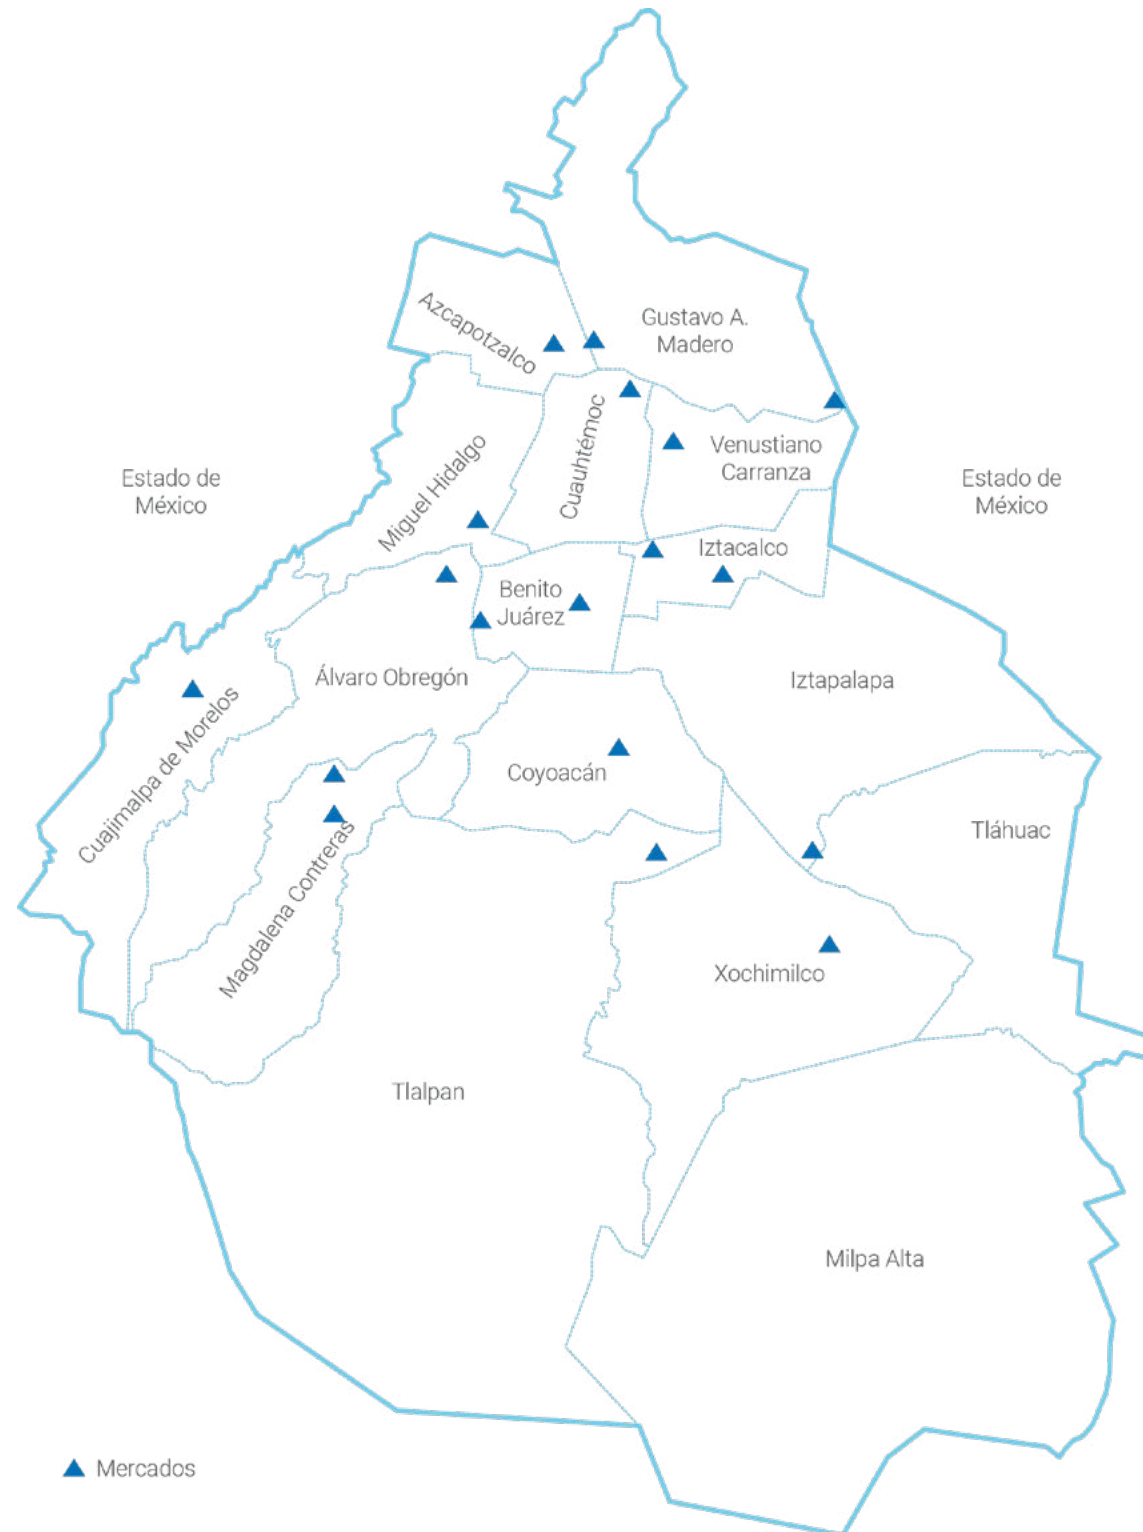 Azcapotzalco
Gustavo A.
Madero
Cuauhtémoc
Miguel Hidalgo
Venustiano
Carranza
Estado de
México
Estado de
México
Iztacalco
Benito
Juárez
Álvaro Obregón
Iztapalapa
Cuajimalpa de Morelos
Coyoacán
Tláhuac
Magdalena Contreras
Xochimilco
Tlalpan
Milpa Alta
Mercados